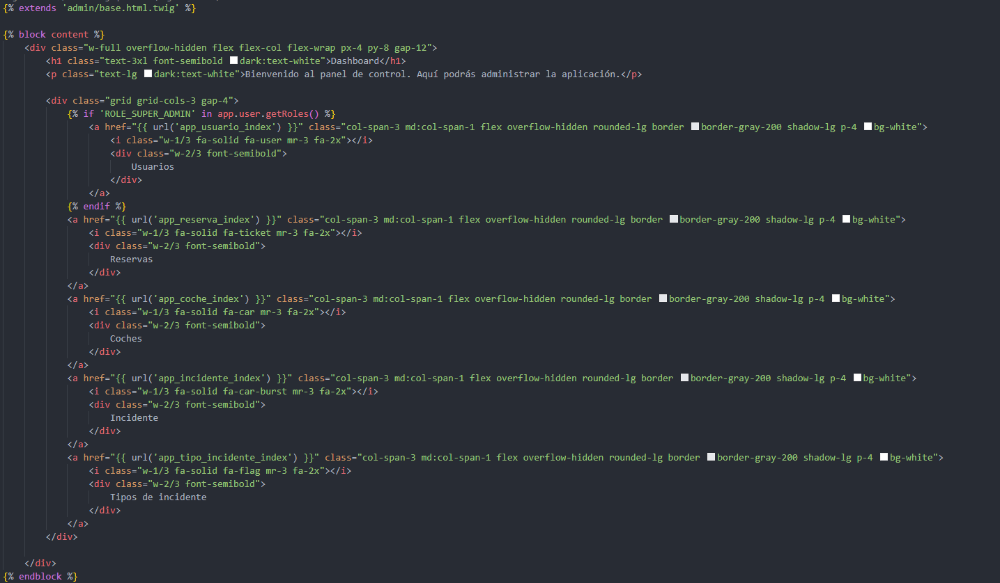 {% extends 'admin/base.html.twig' %}
{% block content %}
<div class="w-full overflow-hidden flex flex-col flex-wrap px-4 py-8 gap-12">
<h1 class="text-3xl font-semibold dark:text-white">Dashboard</h1>
<p class="text-lg dark:text-white">Bienvenido al panel de control. Aquí podrás administrar la aplicación.</p>
<div class="grid grid-cols-3 gap-4">
{% if 'ROLE_SUPER_ADMIN' in app.user.getRoles() %}
<a href="{{ url('app_usuario_index') }}" class="col-span-3 md:col-span-1 flex overflow-hidden rounded-lg border border-gray-200 shadow-lg p-4 bg-white">
<i class="w-1/3 fa-solid fa-user mr-3 fa-2x"></i>
<div class="w-2/3 font-semibold">
Usuarios
</div>
</a>
{% endif %}
<a href="{{ url('app_reserva_index') }}" class="col-span-3 md:col-span-1 flex overflow-hidden rounded-lg border border-gray-200 shadow-lg p-4 bg-white">
<i class="w-1/3 fa-solid fa-ticket mr-3 fa-2x"></i>
<div class="w-2/3 font-semibold">
Reservas
</div>
</a>
<a href="{{ url('app_coche_index') }}" class="col-span-3 md:col-span-1 flex overflow-hidden rounded-lg border border-gray-200 shadow-lg p-4 bg-white">
<i class="w-1/3 fa-solid fa-car mr-3 fa-2x"></i>
<div class="w-2/3 font-semibold">
Coches
</div>
</a>
<a href="{{ url('app_incidente_index') }}" class="col-span-3 md:col-span-1 flex overflow-hidden rounded-lg border border-gray-200 shadow-lg p-4 bg-white">
<i class="w-1/3 fa-solid fa-car-burst mr-3 fa-2x"></i>
<div class="w-2/3 font-semibold">
Incidente
</div>
</a>
<a href="{{ url('app_tipo_incidente_index') }}" class="col-span-3 md:col-span-1 flex overflow-hidden rounded-lg border border-gray-200 shadow-lg p-4 bg-white">
<i class="w-1/3 fa-solid fa-flag mr-3 fa-2x"></i>
<div class="w-2/3 font-semibold">
Tipos de incidente
</div>
</a>
</div>
</div>
{% endblock %}